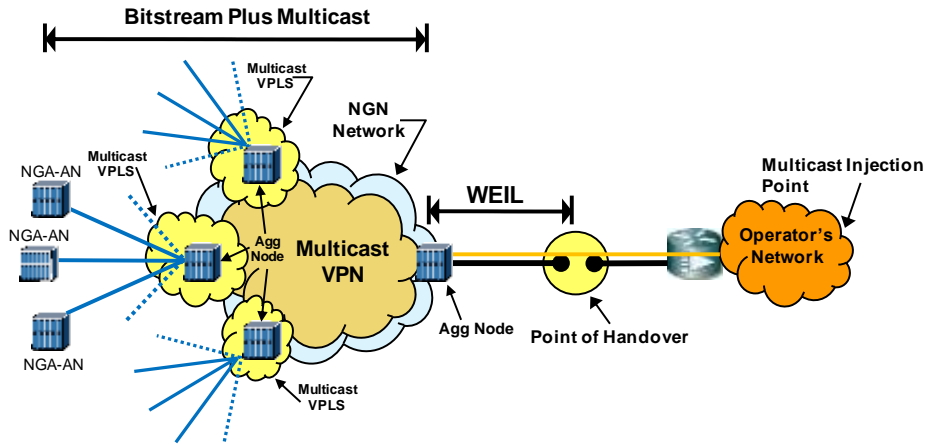 Bitstream Plus Multicast
Multicast
VPLS
NGN
Network
Multicast
VPLS
NGA-AN
NGA-AN
NGA-AN
Agg
Node
Multicast
VPN
WEIL
Multicast Injection
Point
Operator's
Network
Agg Node
Point of Handover
Multicast
VPLS